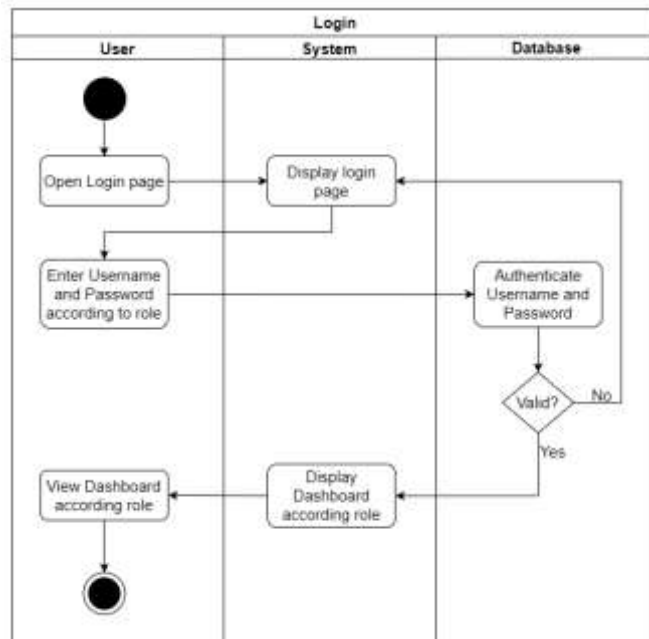 Login
User
System
Database
Open Login page
Display login
page
Enter Username
and Password
according to role
Authenticate
Username and
Password
Valid?
No
Yes
View Dashboard
according role
Display
Dashboard
according role